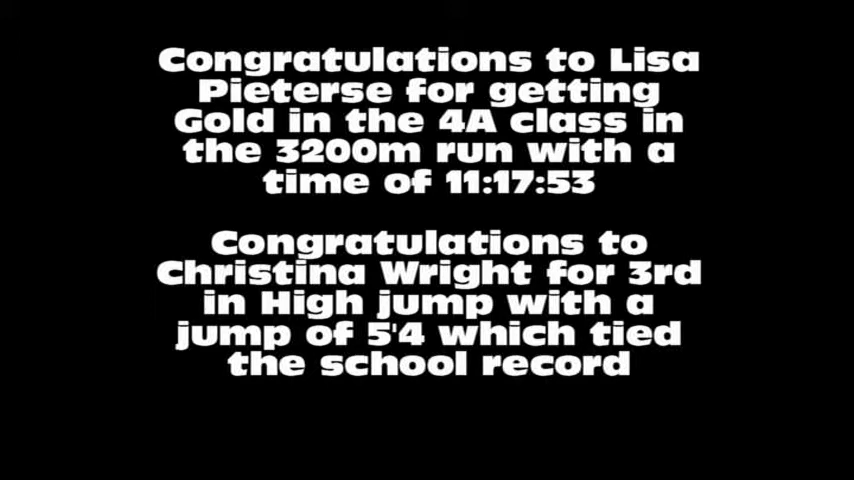 Congratulations to Lisa
Pieterse for getting
Gold in the 4A class in
the 3200m run with a
time of 11:17:53
Congratulations to
Christina Wright for 3rd
in High jump with a
jump of 5'4 which tied
the school record